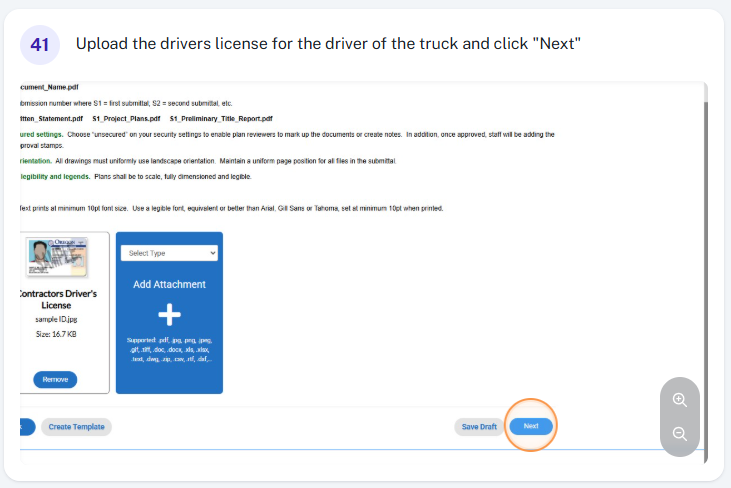 41 Upload the drivers license for the driver of the truck and click "Next"
cument_Name.pdf
bmission number where S1 = first submittal, S2 = second submittal, etc.
tten_Statement.pdf S1_Project_Plans.pdf S1_Preliminary_Title_Report.pdf
ured settings. Choose "unsecured" on your security settings to enable plan reviewers to mark up the documents or create notes. In addition, once approved, staff will be adding the
proval stamps.
rientation. All drawings must uniformly use landscape orientation. Maintain a uniform page position for all files in the submittal.
legibility and legends. Plans shall be to scale, fully dimensioned and legible.
Text prints at minimum 10pt font size. Use a legible font, equivalent or better than Arial, Gill Sans or Tahoma, set at minimum 10pt when printed.
Contractors Driver's
License
sample ID.jpg
Size: 16.7 KB
Remove
Select Type
Add Attachment
Supported: .pdf, .jpg, .png, .jpeg,
.gif, .tiff, .doc, .docx, .xls, .xlsx,
.text, .dwg, .zip, .csv, .rtf, .dxf,...
Create Template
Save Draft
Next